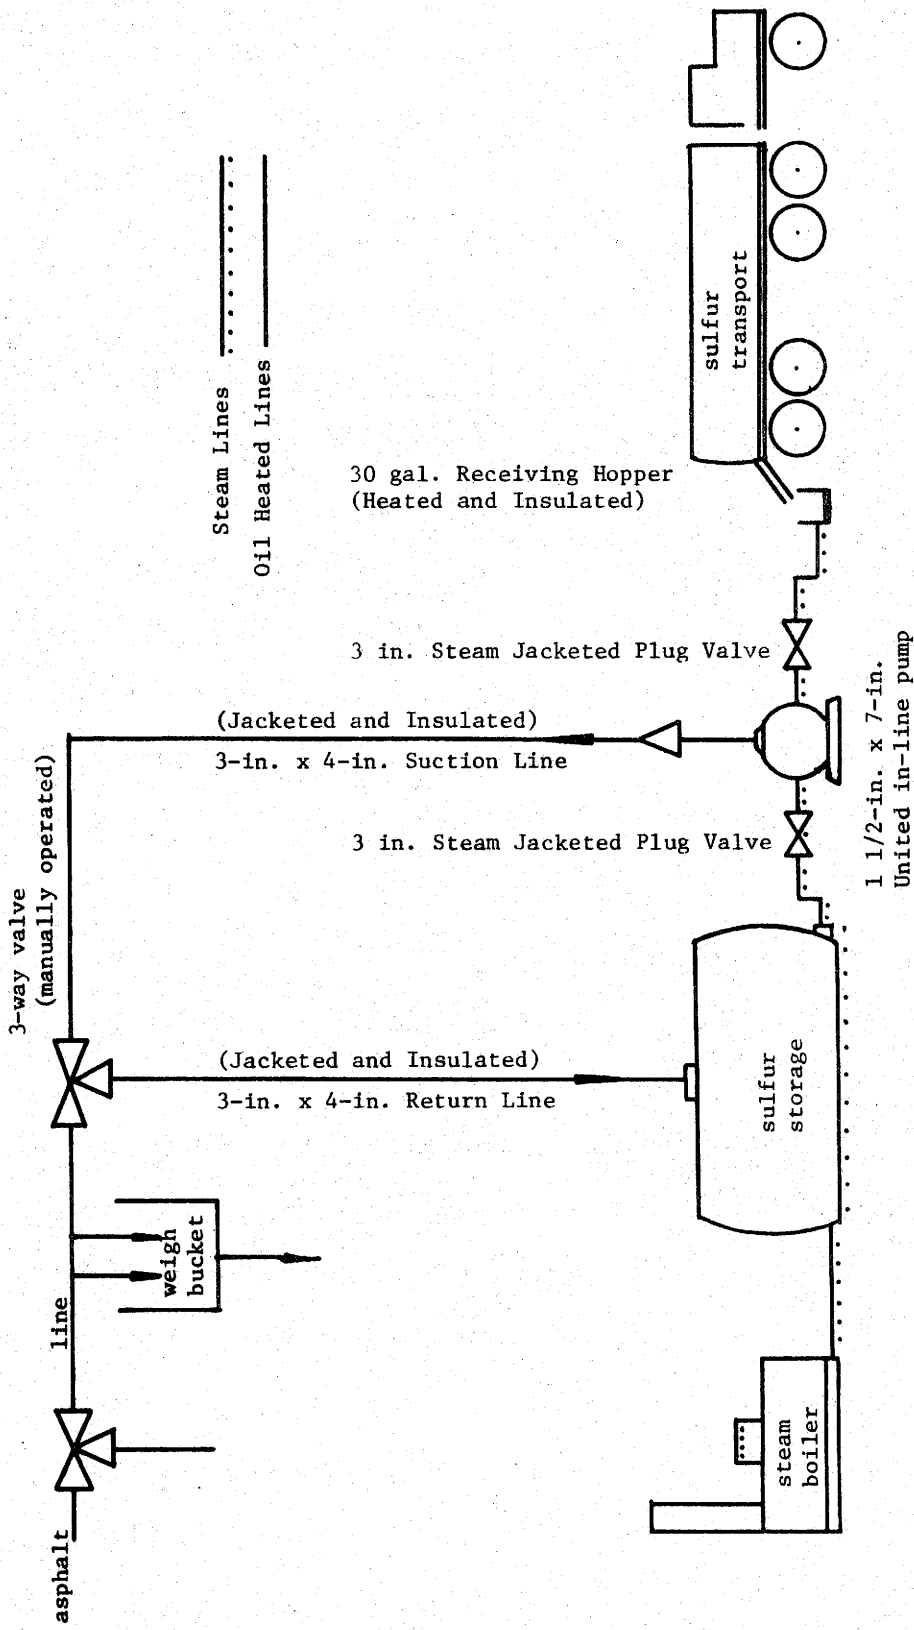 sulfur
transport
Steam Lines
Oil Heated Lines
30 gal. Receiving Hopper
(Heated and Insulated)
3 in. Steam Jacketed Plug Valve
1 1/2-in. x 7-in.
United in-line pump
(Jacketed and Insulated)
3-in. x 4-in. Suction Line
3 in. Steam Jacketed Plug Valve
3-way valve
(manually operated)
(Jacketed and Insulated)
3-in. x 4-in. Return Line
sulfur
storage
weigh
bucket
line
asphalt
steam
boiler